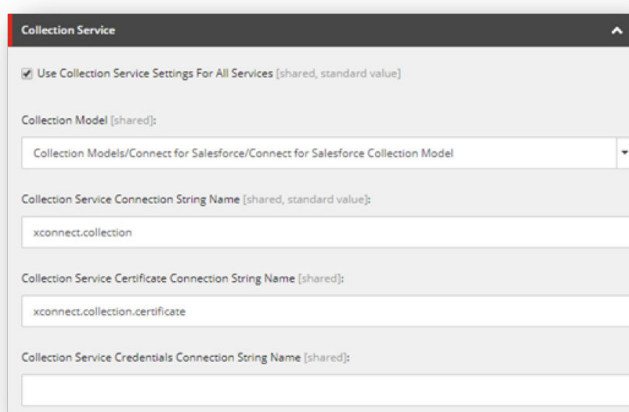 Collection Service
Use Collection Service Settings For All Services [shared, standard value]
Collection Model [shared]:
Collection Models/Connect for Salesforce/Connect for Salesforce Collection Model
Collection Service Connection String Name [shared, standard value]:
xconnect.collection
Collection Service Certificate Connection String Name [shared]:
xconnect.collection.certificate
Collection Service Credentials Connection String Name [shared]: